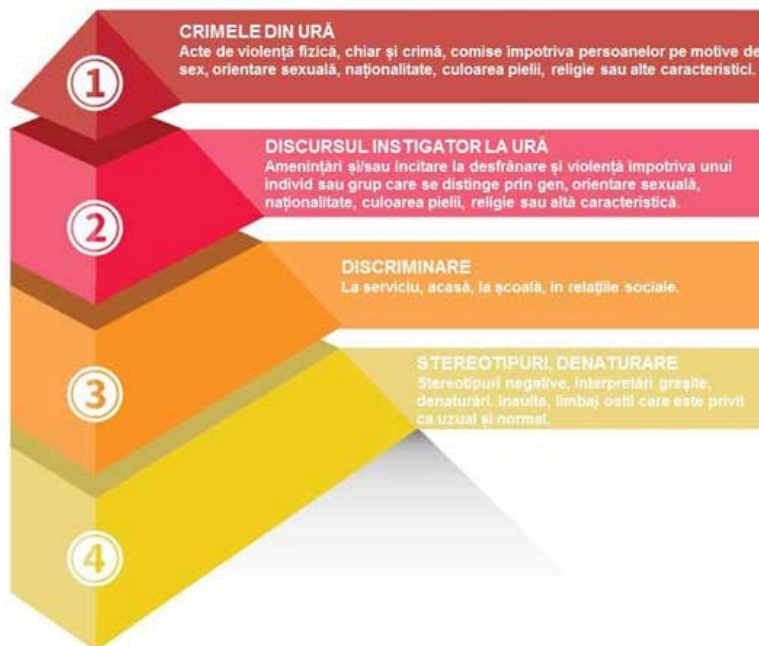 1
CRIMELE DIN URĂ
Acte de violență fizică, chiar și crimă, comise împotriva persoanelor pe motive de
sex, orientare sexuală, naționalitate, culoarea pielii, religie sau alte caracteristici.
2
DISCURSUL INSTIGATOR LA URĂ
Amenințări și/sau incitare la desfrânare și violență împotriva unui
individ sau grup care se distinge prin gen, orientare sexuală,
naționalitate, culoarea pielii, religie sau altă caracteristică.
3
DISCRIMINARE
La serviciu, acasă, la școală, in relațiile sociale.
4
STEREOTIPURI, DENATURARE
Stereotipuri negative, interpretări greșite,
denaturări. Insulte, limbaj ostil care este privit
ca uzual și normal.